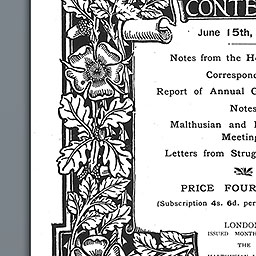 CONTE
June 15th,
Notes from the H
Correspon
Report of Annual
Notes
Malthusian and
Meetin
Letters from Strug
PRICE FOUR
(Subscription 4s. 6d. per
LONDON
ISSUED MONTH
THE